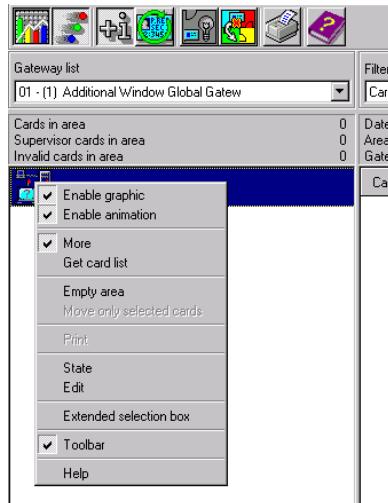 Gateway list
Filter
01 - (1) Additional Window Global Gatew
Car
Cards in area 0
Supervisor cards in area 0
Invalid cards in area 0
Date
Area
Gate
Ca
Enable graphic
Enable animation
More
Get card list
Empty area
Move only selected cards
Print
State
Edit
Extended selection box
Toolbar
Help